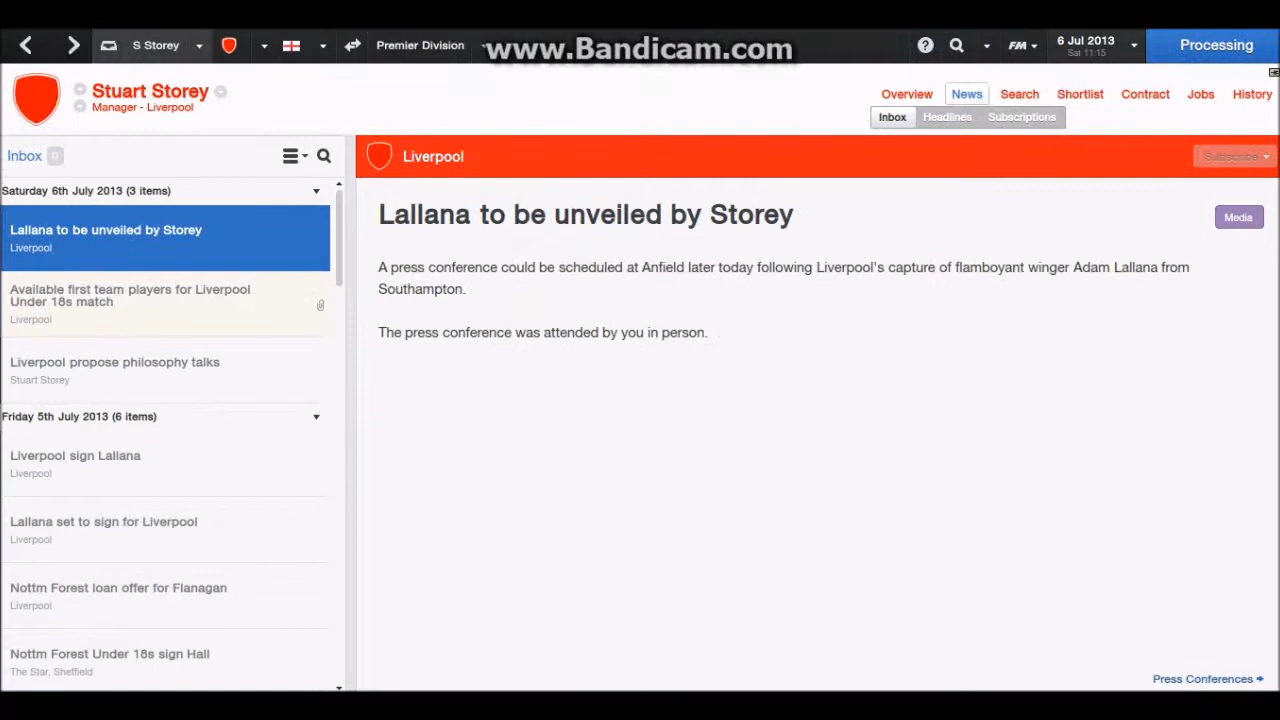 S Storey
Premier Division
www.Bandicam.com
FM
6 Jul 2013
Sat 11:15
Processing
Stuart Storey
Manager - Liverpool
Overview
News
Search
Shortlist
Contract
Jobs
History
Inbox
Headlines
Subscriptions
Inbox 0
Liverpool
Subscribe
Saturday 6th July 2013 (3 items)
Lallana to be unveiled by Storey
Liverpool
Available first team players for Liverpool
Under 18s match
Liverpool
Liverpool propose philosophy talks
Stuart Storey
Friday 5th July 2013 (6 items)
Liverpool sign Lallana
Liverpool
Lallana set to sign for Liverpool
Liverpool
Nottm Forest loan offer for Flanagan
Liverpool
Nottm Forest Under 18s sign Hall
The Star, Sheffield
Lallana to be unveiled by Storey
Media
A press conference could be scheduled at Anfield later today following Liverpool's capture of flamboyant winger Adam Lallana from
Southampton.
The press conference was attended by you in person.
Press Conferences